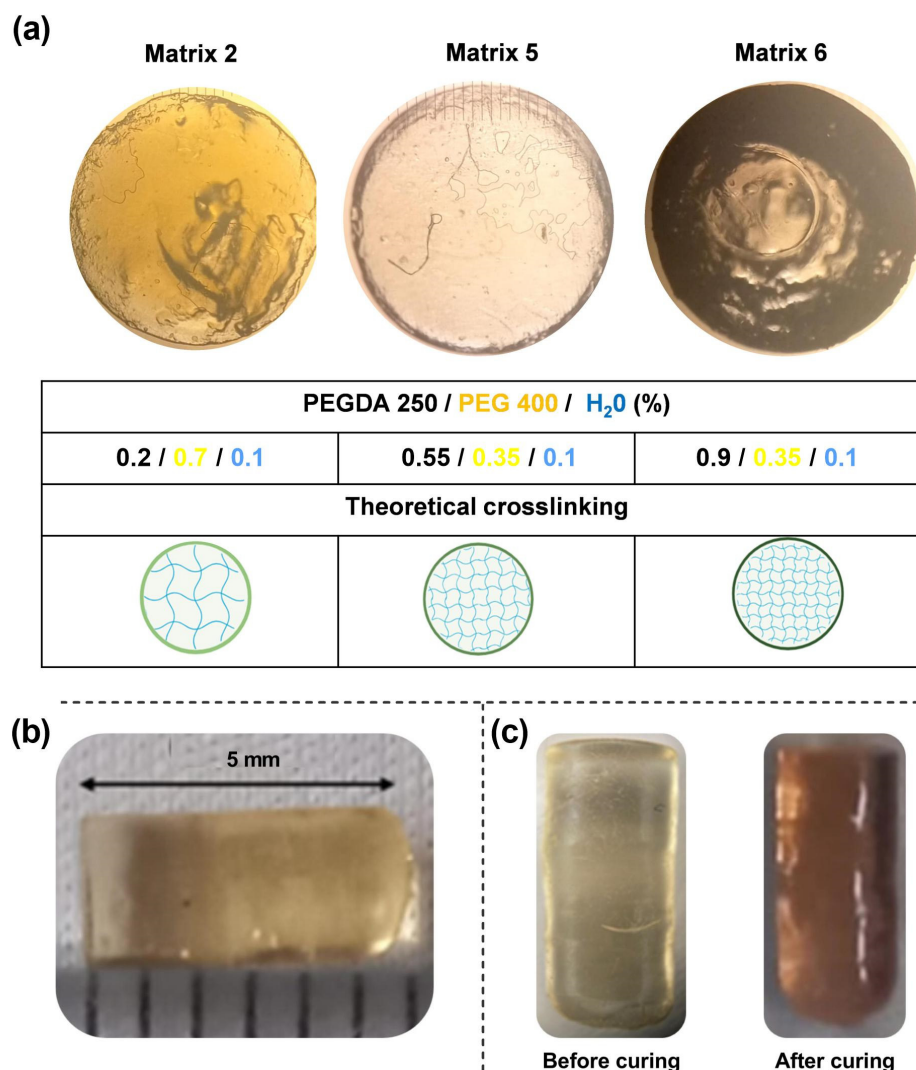 (a)
Matrix 2 Matrix 5 Matrix 6
PEGDA 250 / PEG 400 / H₂0 (%)
0.2 / 0.7 / 0.1 0.55 / 0.35 / 0.1 0.9 / 0.35 / 0.1
Theoretical crosslinking
(b)
5 mm
(c)
Before curing After curing